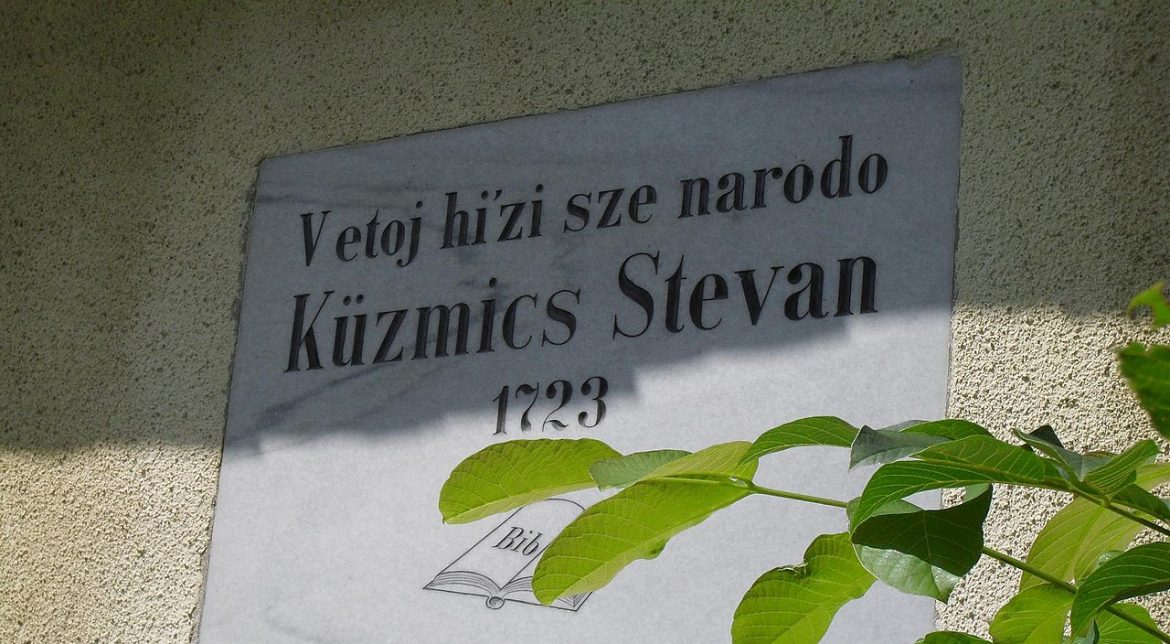 V etoj hi'zi sze narodo
Küzmics Stevan
1723
Bib